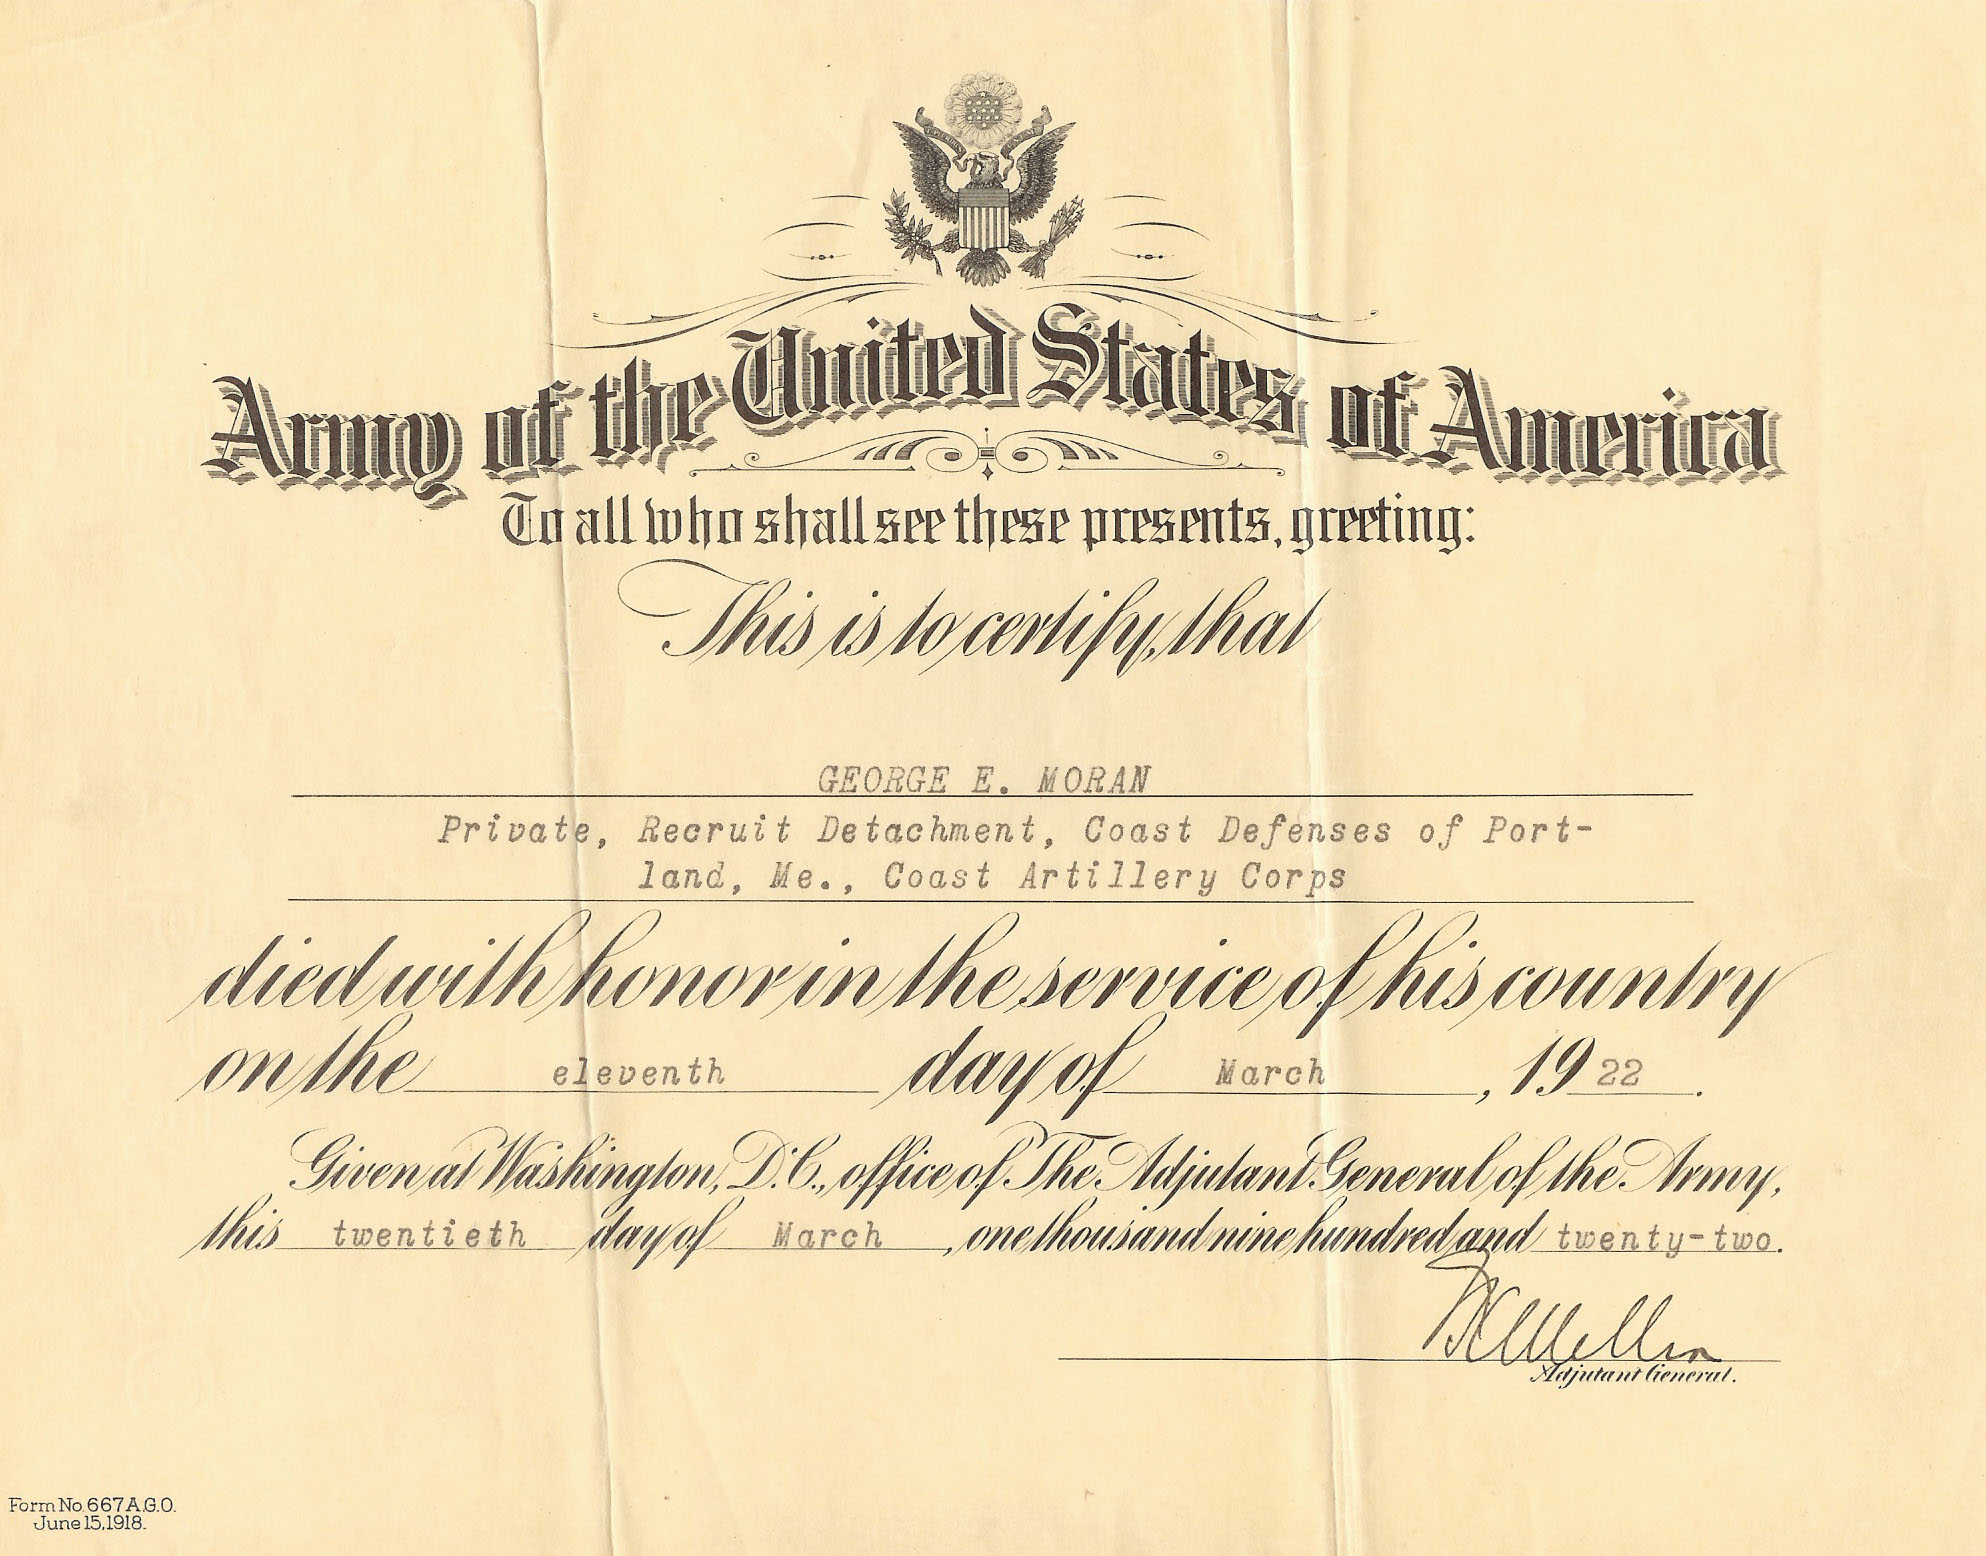 Army of the United States of America
To all who shall see these presents, greeting:
This is to certify, that
GEORGE E. MORAN
Private, Recruit Detachment, Coast Defenses of Port-
land, Me., Coast Artillery Corps
died with honor in the service of his country
on the eleventh day of March, 1922.
Given at Washington, D.C., office of The Adjutant General of the Army,
this twentieth day of March, one thousand nine hundred and twenty-two.
Adjutant General.
Form No. 667 A.G.O.
June 15, 1918.